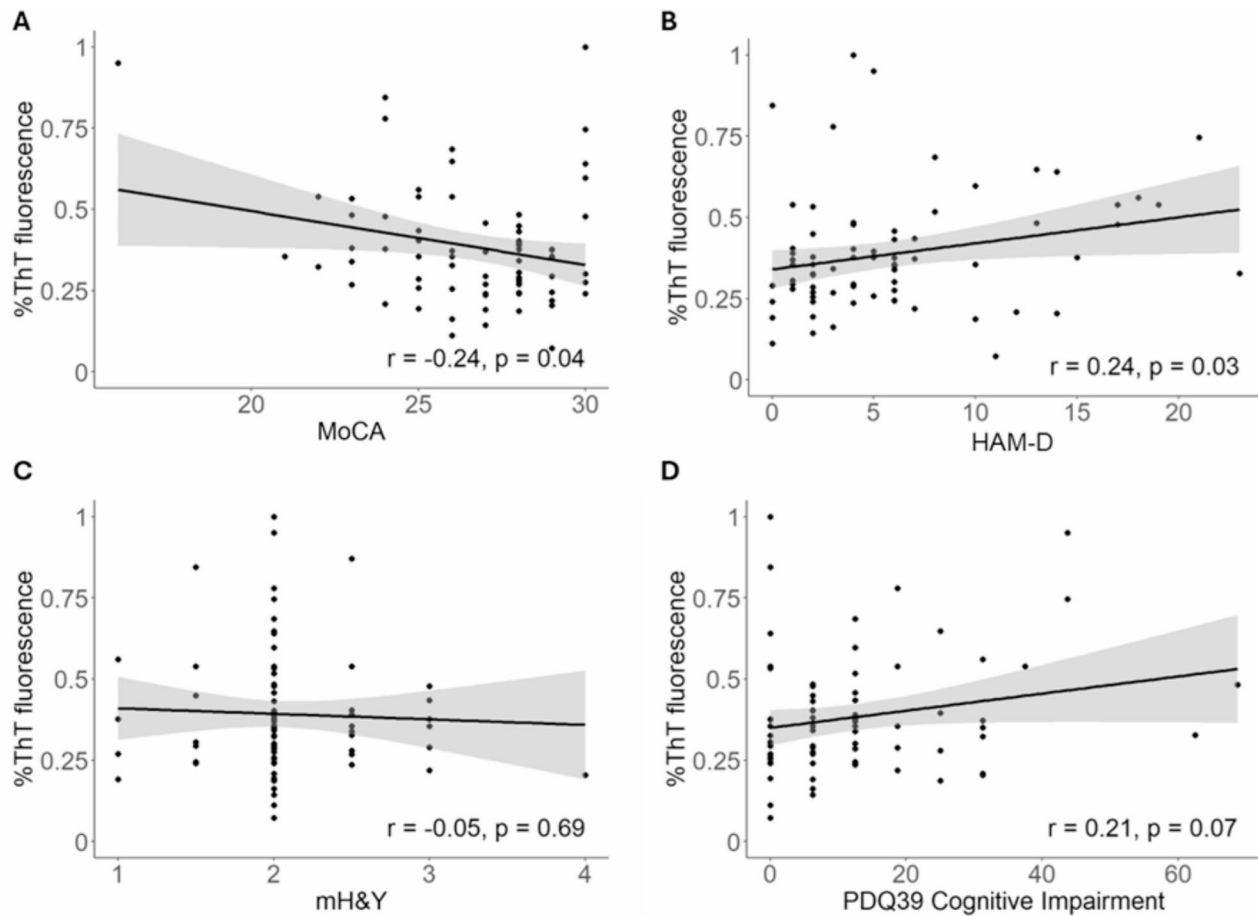 A
%ThT fluorescence
1
0.75
0.5
0.25
0
r = -0.24, p = 0.04
20
25
30
MoCA
B
%ThT fluorescence
1
0.75
0.5
0.25
0
r = 0.24, p = 0.03
0
5
10
15
20
HAM-D
C
%ThT fluorescence
1
0.75
0.5
0.25
0
r = -0.05, p = 0.69
1
2
3
4
mH&Y
D
%ThT fluorescence
1
0.75
0.5
0.25
0
r = 0.21, p = 0.07
0
20
40
60
PDQ39 Cognitive Impairment